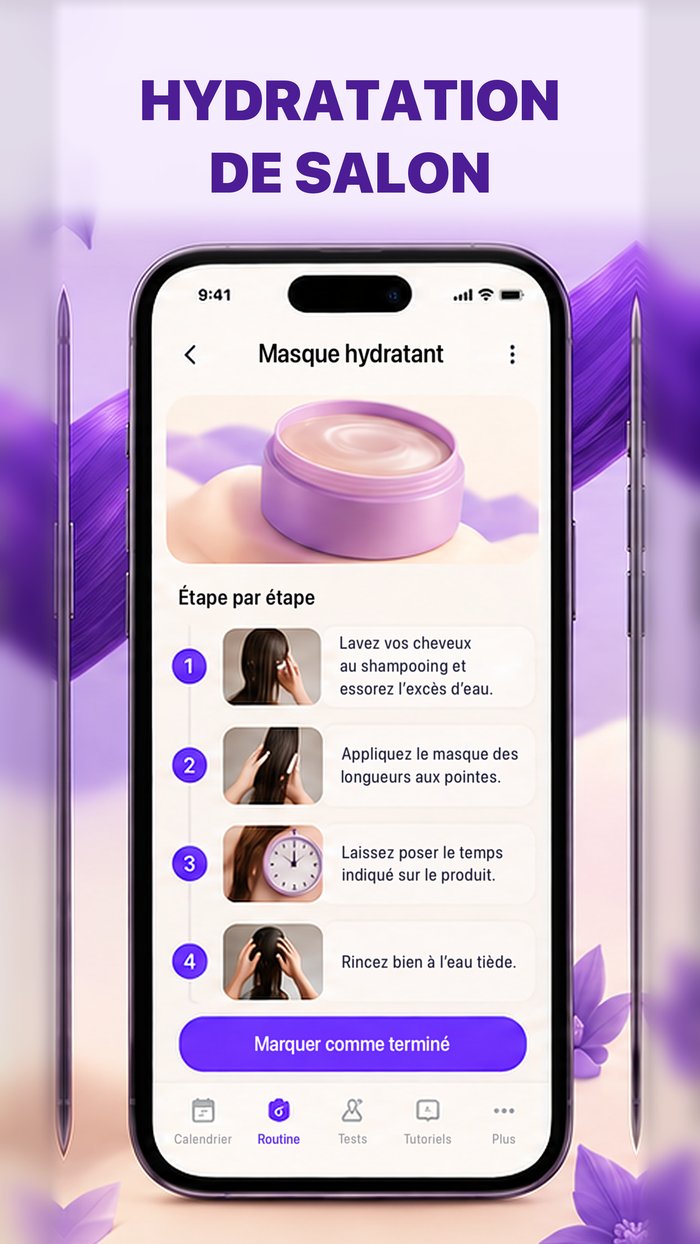 HYDRATATION
DE SALON
9:41
Masque hydratant
Étape par étape
1
Lavez vos cheveux
au shampooing et
essorez l’excès d’eau.
2
Appliquez le masque des
longueurs aux pointes.
3
Laissez poser le temps
indiqué sur le produit.
4
Rincez bien à l’eau tiède.
Marquer comme terminé
Calendrier
Routine
Tests
Tutoriels
Plus